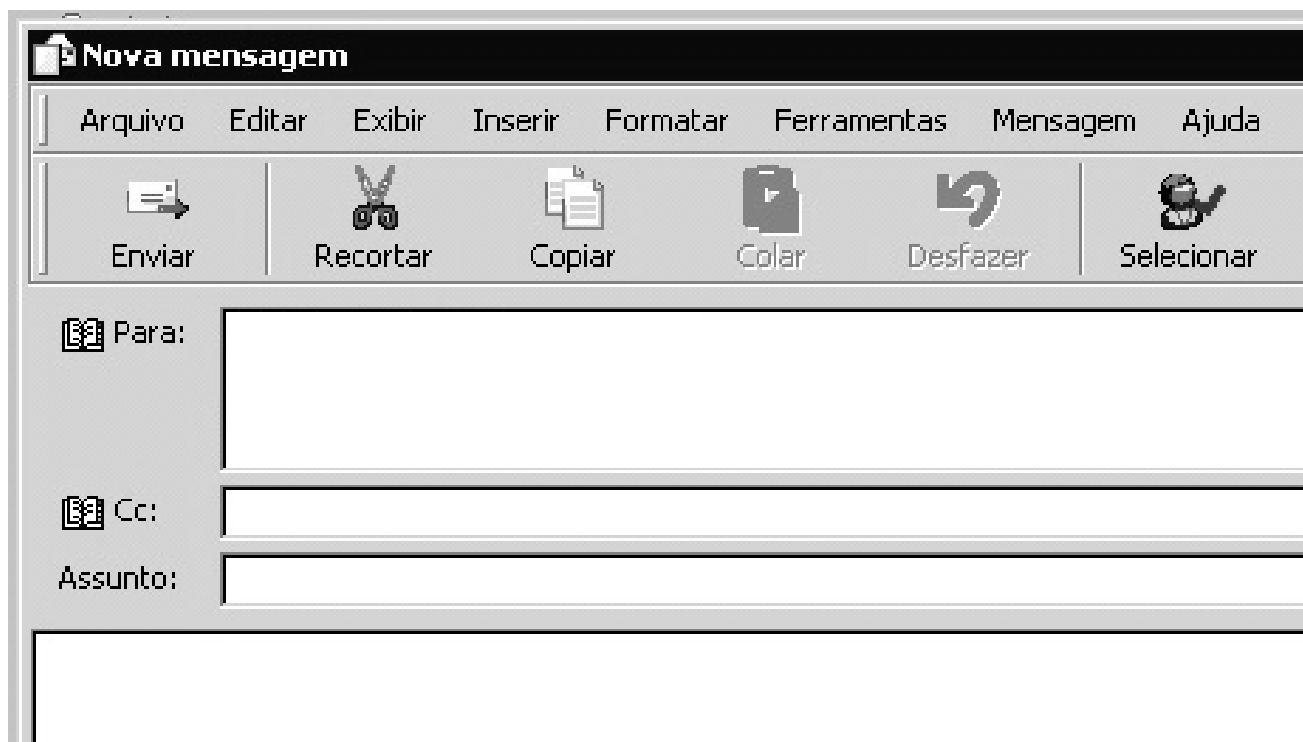 Nova mensagem
Arquivo Editar Exibir Inserir Formatar Ferramentas Mensagem Ajuda
Enviar Recortar Copiar Colar Desfazer Selecionar
Para:
Cc:
Assunto: